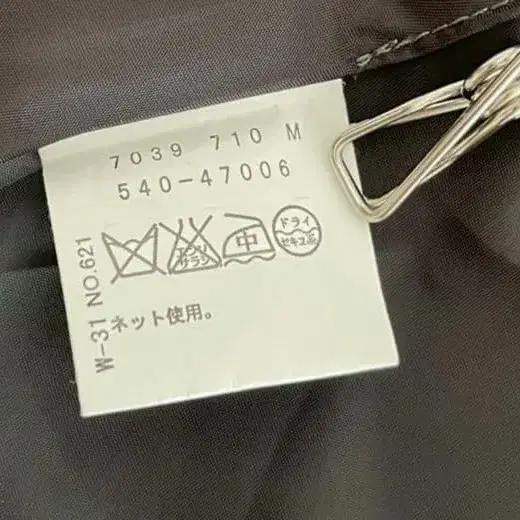 7039 710 M
540-47006
エンソ
サラシ
中
ドライ
セキユ系
ネット使用。
W-31 NO.621